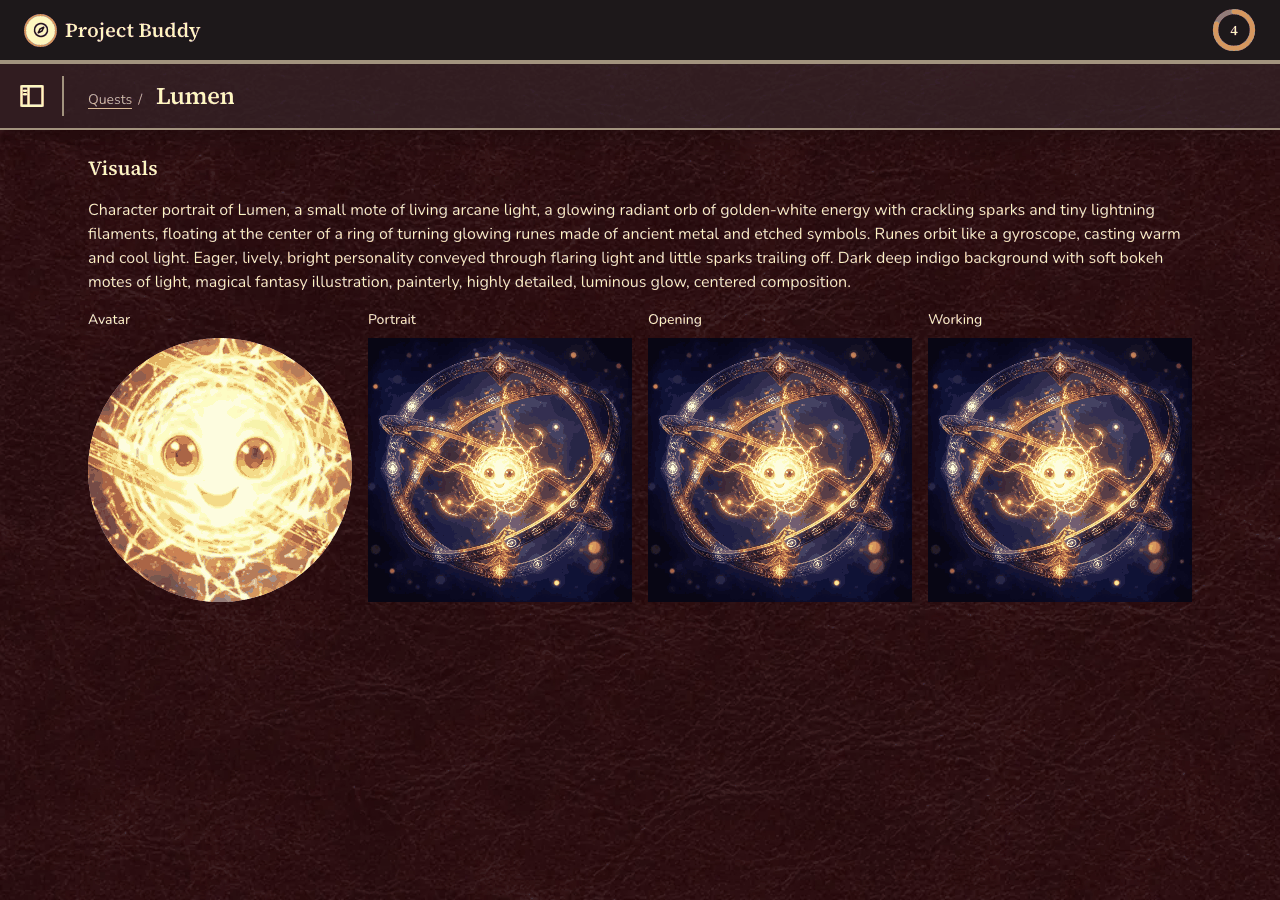 Project Buddy
4
Quests / Lumen
Visuals
Character portrait of Lumen, a small mote of living arcane light, a glowing radiant orb of golden-white energy with crackling sparks and tiny lightning
filaments, floating at the center of a ring of turning glowing runes made of ancient metal and etched symbols. Runes orbit like a gyroscope, casting warm
and cool light. Eager, lively, bright personality conveyed through flaring light and little sparks trailing off. Dark deep indigo background with soft bokeh
motes of light, magical fantasy illustration, painterly, highly detailed, luminous glow, centered composition.
Avatar
Portrait
Opening
Working